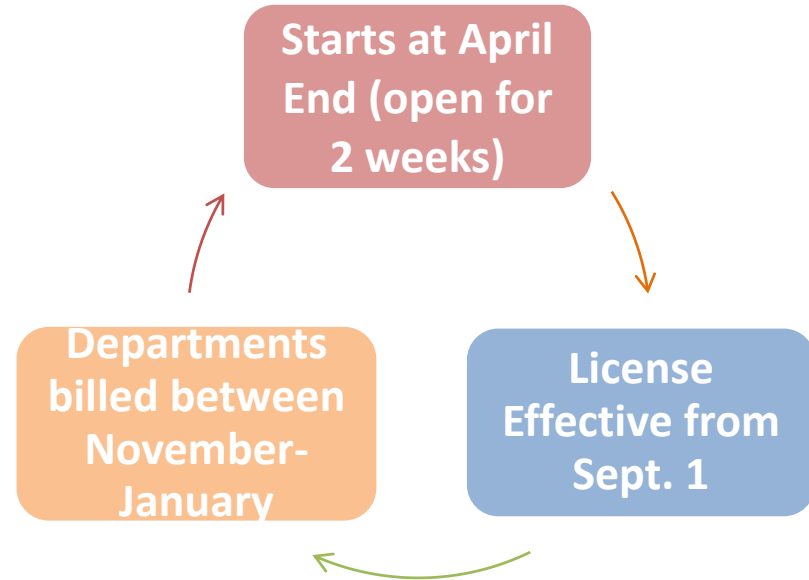 Starts at April
End (open for
2 weeks)
License
Effective from
Sept. 1
Departments
billed between
November-
January